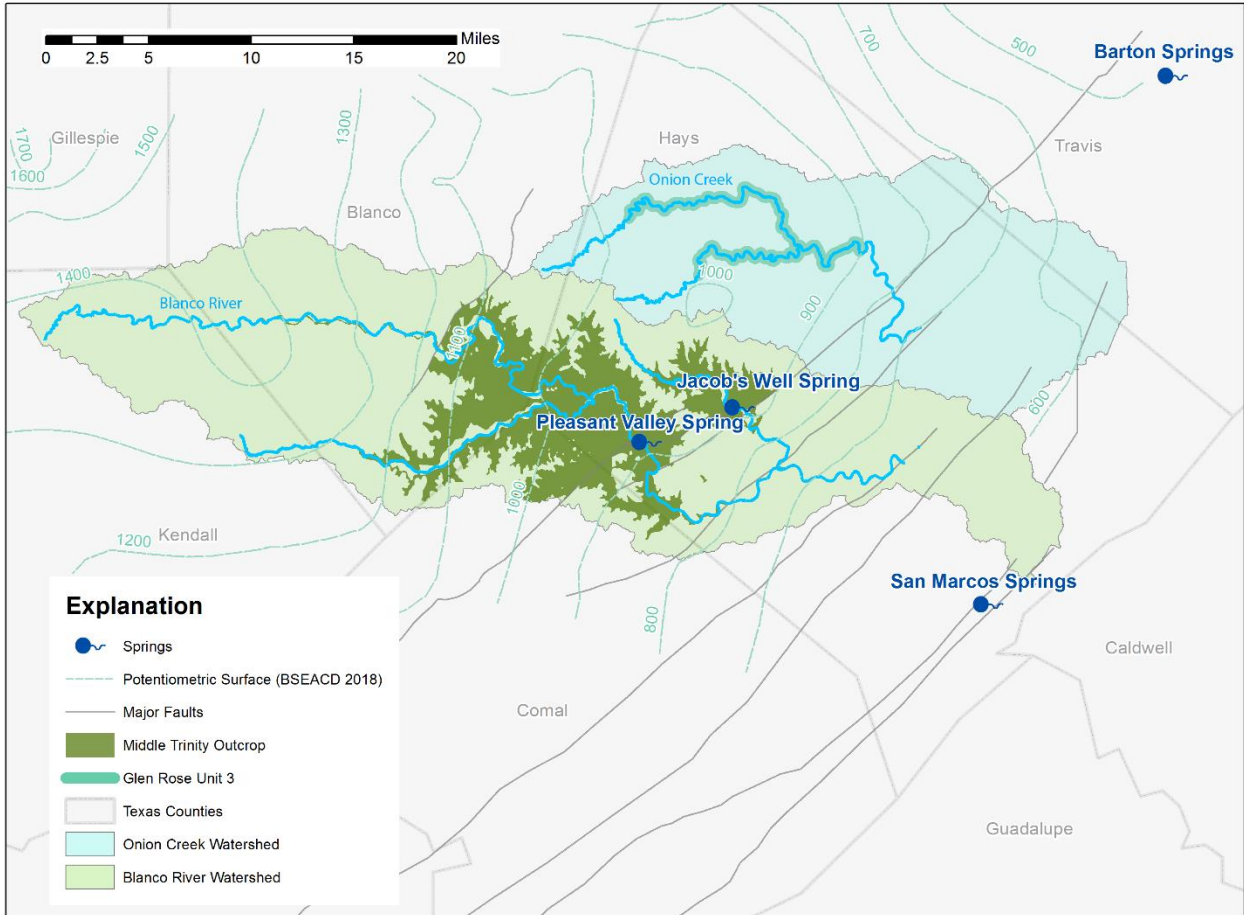 Miles
0 2.5 5 10 15 20
Barton Springs
Travis
Hays
Gillespie
Blanco
700
500
1300
1500
1700
1600
Onion Creek
1400
Blanco River
1000
900
1100
Jacob's Well Spring
Pleasant Valley Spring
600
1000
1200
Kendall
800
San Marcos Springs
Caldwell
Comal
Guadalupe
Explanation
Springs
Potentiometric Surface (BSEACD 2018)
Major Faults
Middle Trinity Outcrop
Glen Rose Unit 3
Texas Counties
Onion Creek Watershed
Blanco River Watershed